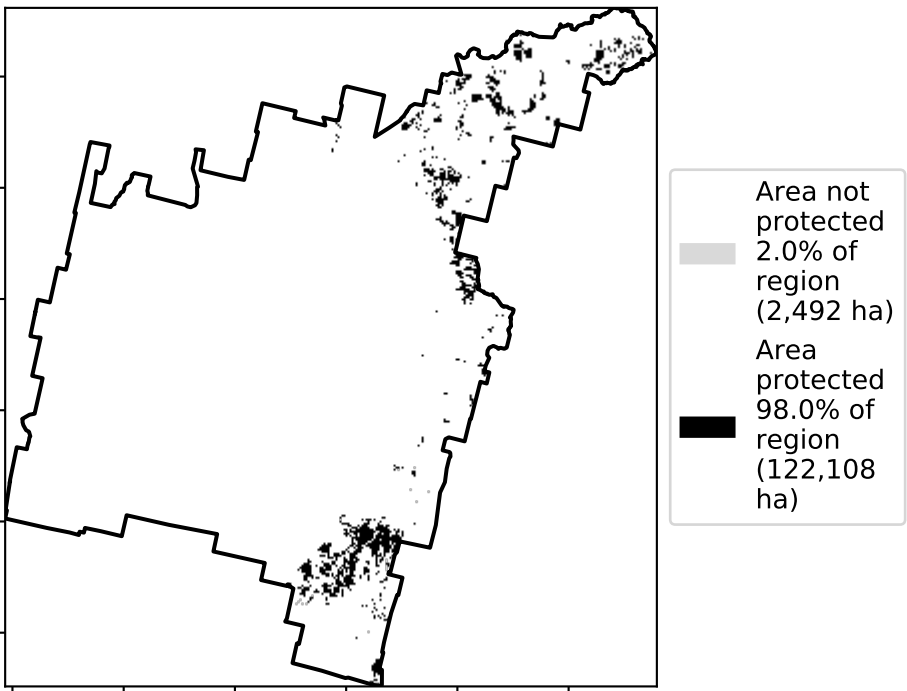 Area not
protected
2.0% of
region
(2,492 ha)
Area
protected
98.0% of
region
(122,108
ha)